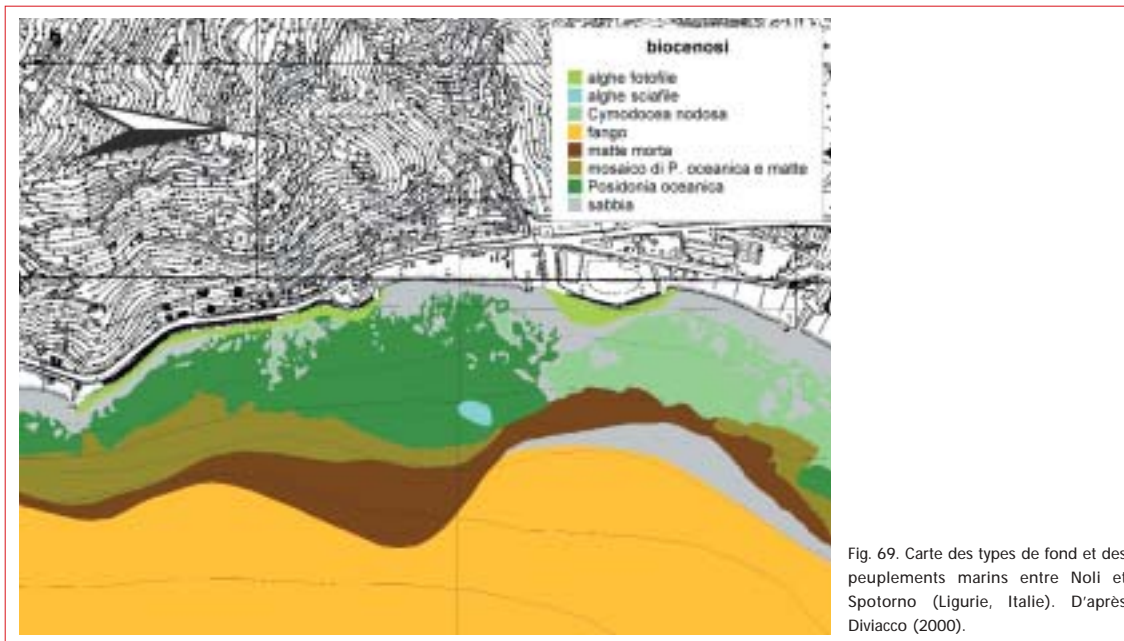 biocenosi
alghe fotofile
alghe sciafile
Cymodocea nodosa
fango
matte morta
mosaico di P. oceanica e matte
Posidonia oceanica
sabbia
Fig. 69. Carte des types de fond et des
peuplements marins entre Noli et
Spotorno (Ligurie, Italie). D'après
Diviacco (2000).